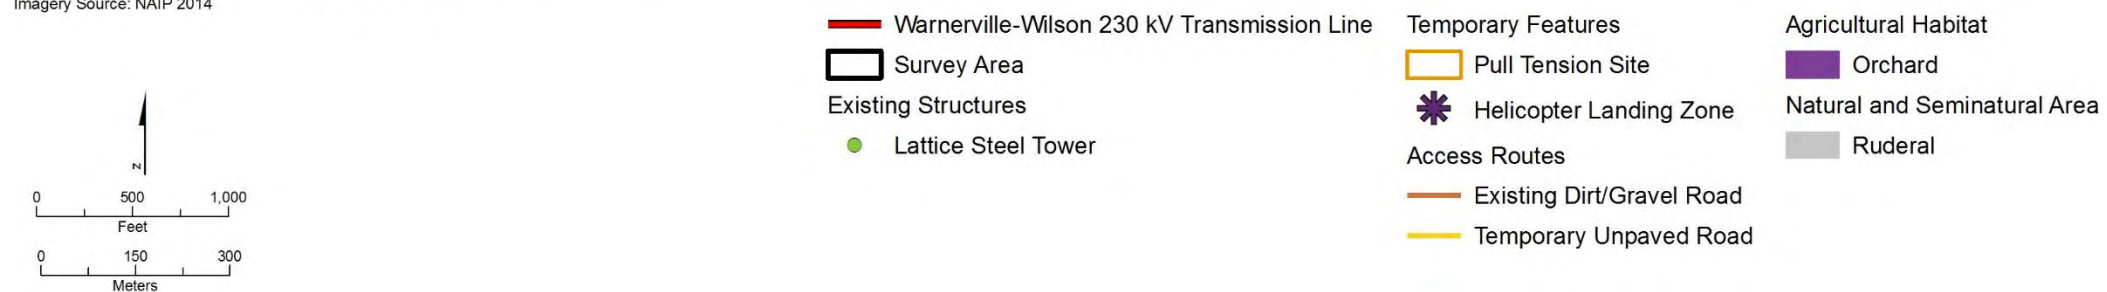 Imagery Source: NAIP 2014
N
0 500 1,000
Feet
0 150 300
Meters
Warnerville-Wilson 230 kV Transmission Line
Survey Area
Existing Structures
Lattice Steel Tower
Temporary Features
Pull Tension Site
Helicopter Landing Zone
Access Routes
Existing Dirt/Gravel Road
Temporary Unpaved Road
Agricultural Habitat
Orchard
Natural and Seminatural Area
Ruderal